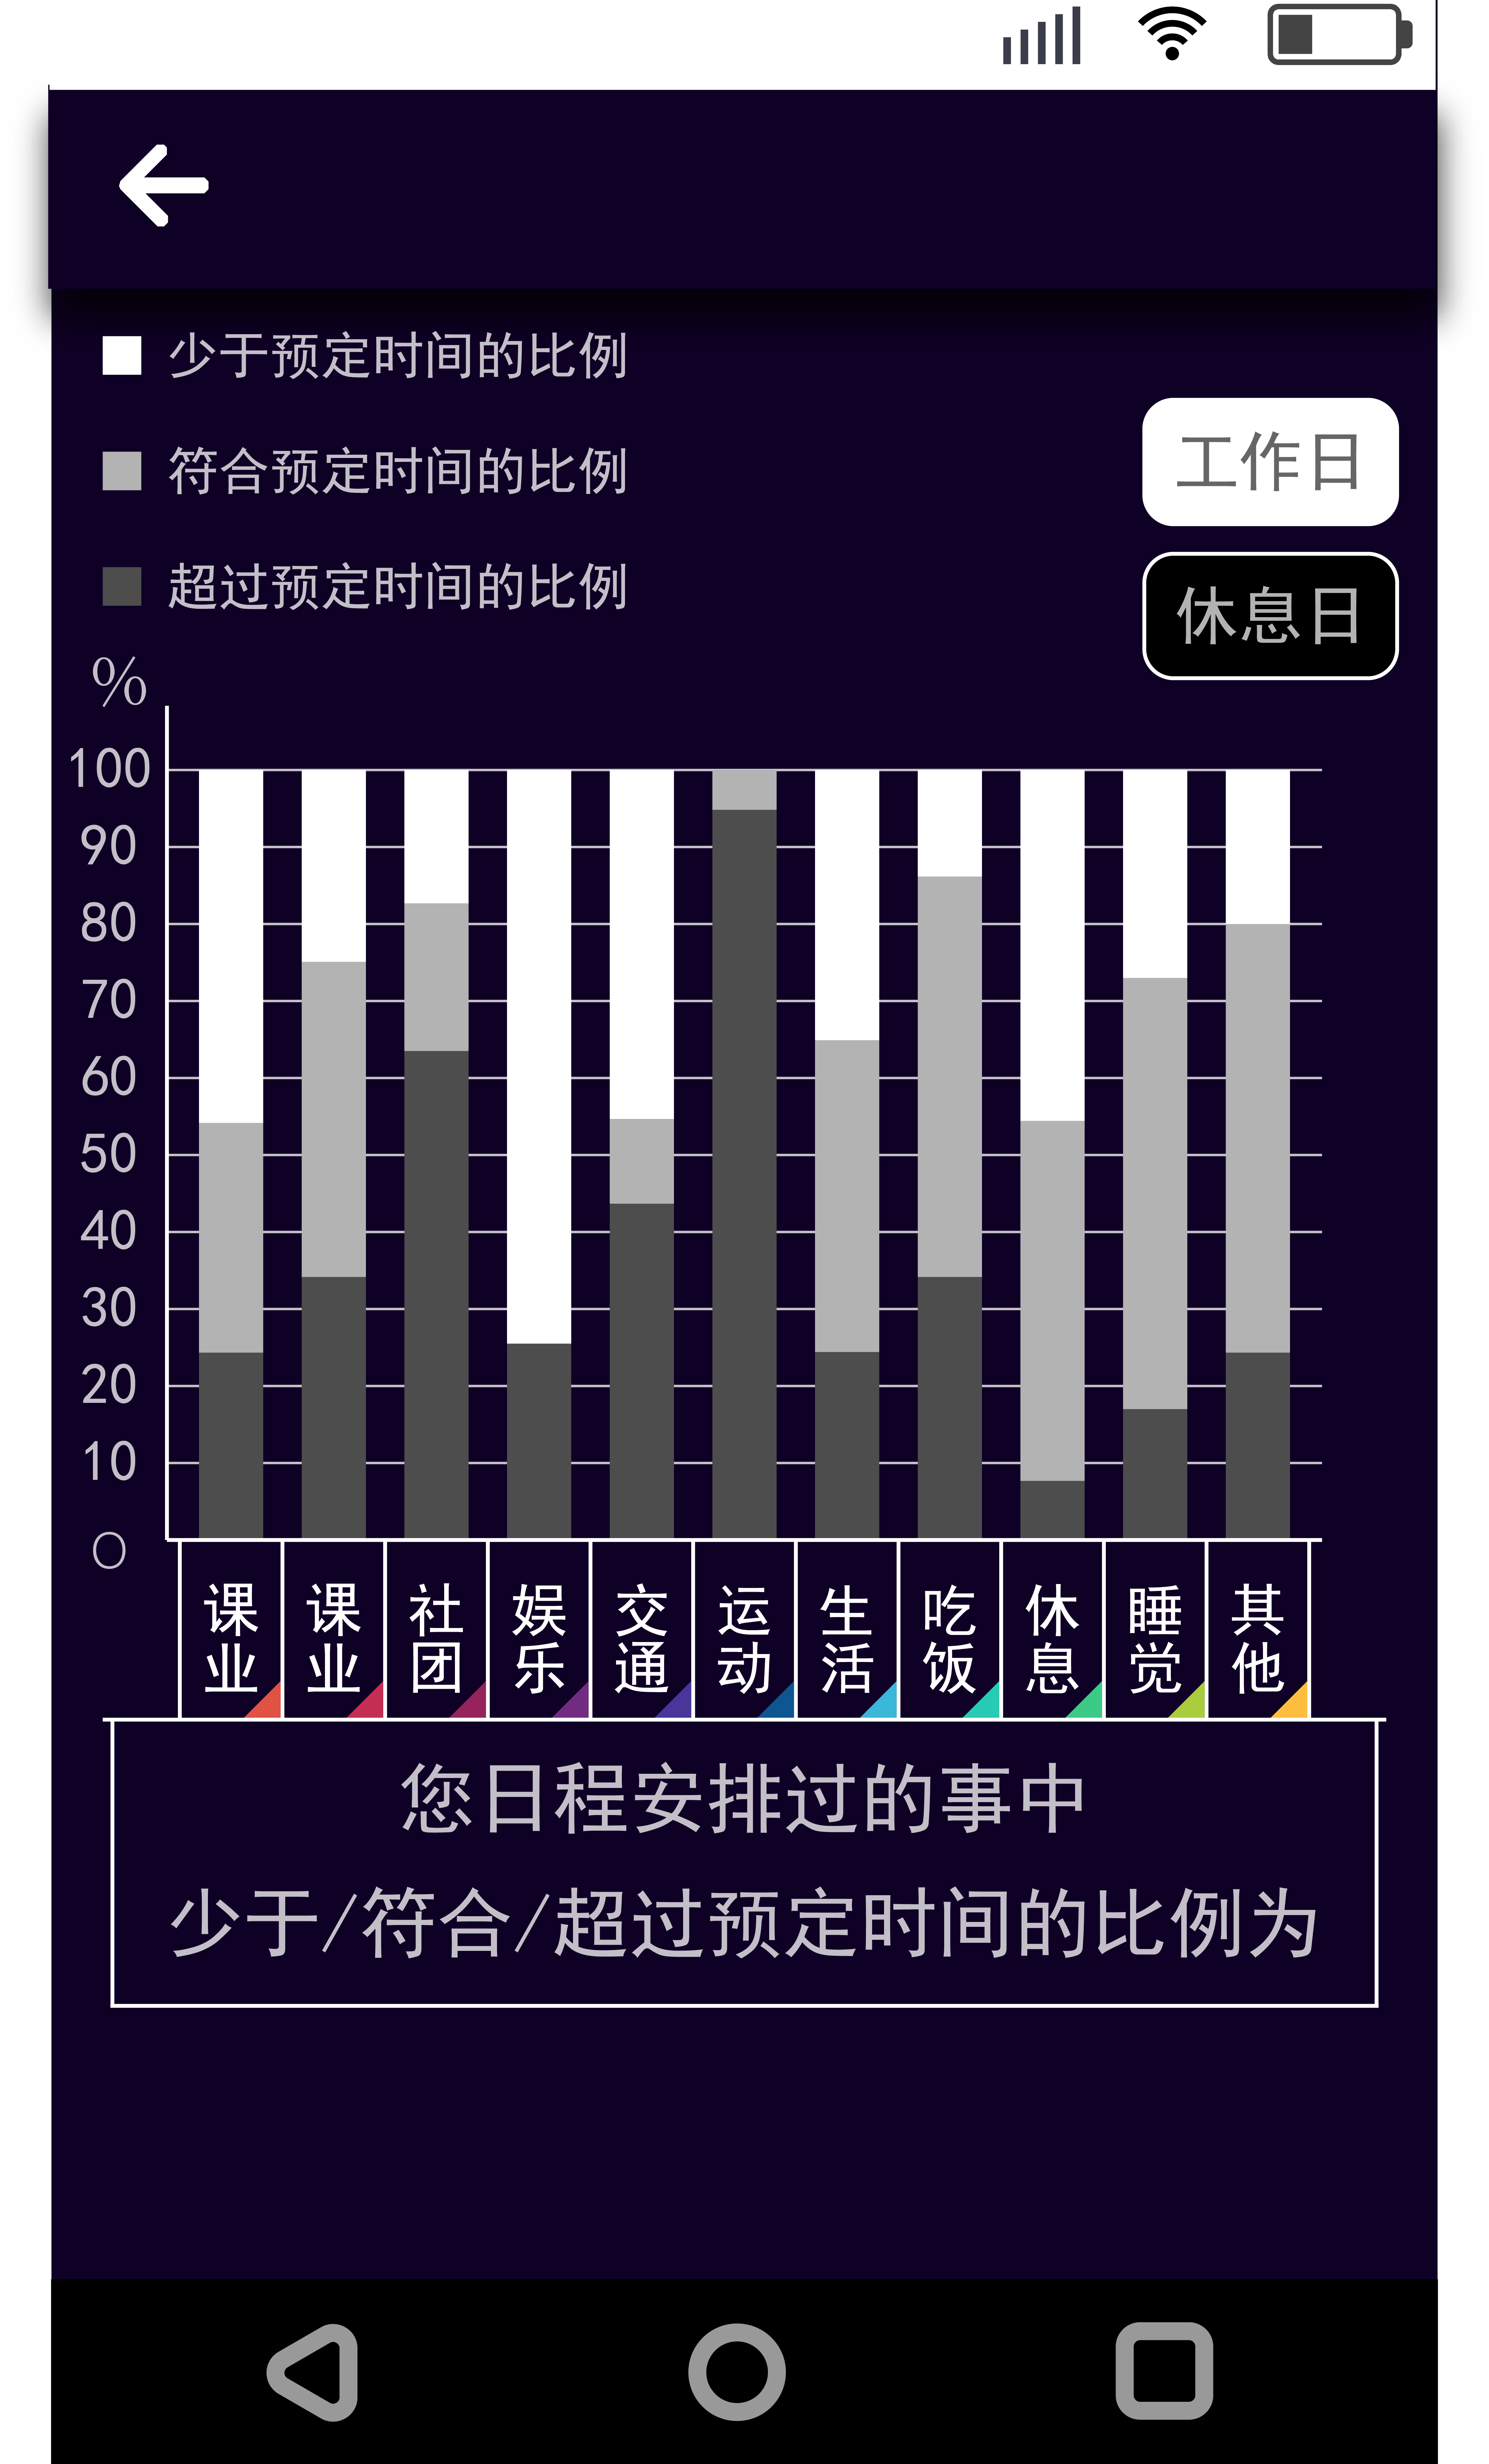 少于预定时间的比例
符合预定时间的比例
超过预定时间的比例
工作日
休息日
%
100
90
80
70
60
50
40
30
20
10
0
课业
课业
社团
娱乐
交通
运动
生活
吃饭
休息
睡觉
其他
您日程安排过的事中
少于/符合/超过预定时间的比例为